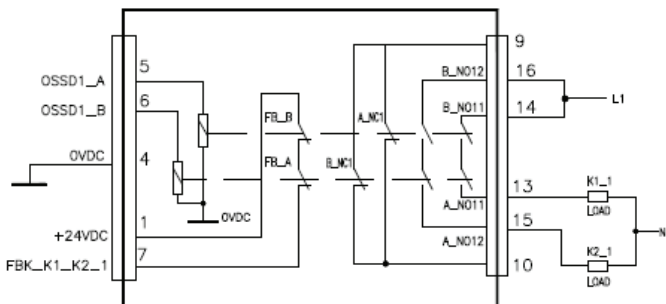 OSSD1_A
5
OSSD1_B
6
0VDC
4
+24VDC
1
FBK_K1_K2_1
7
0VDC
FB_B
FB_A
A_NC1
B_NC1
B_NO12
B_NO11
A_NO11
A_NO12
9
16
14
L1
13
K1_1
LOAD
15
N
K2_1
LOAD
10